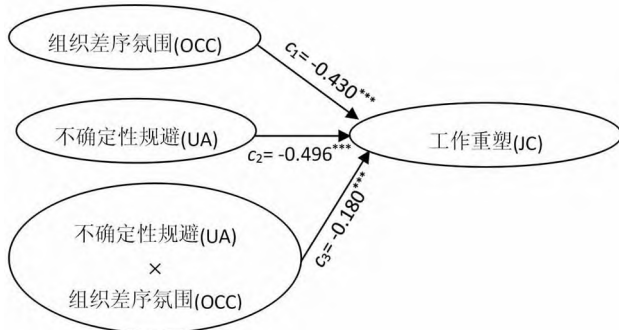 组织差序氛围(OCC)
c₁= -0.430***
不确定性规避(UA)
c₂= -0.496***
工作重塑(JC)
不确定性规避(UA)
×
组织差序氛围(OCC)
c₃= -0.180***